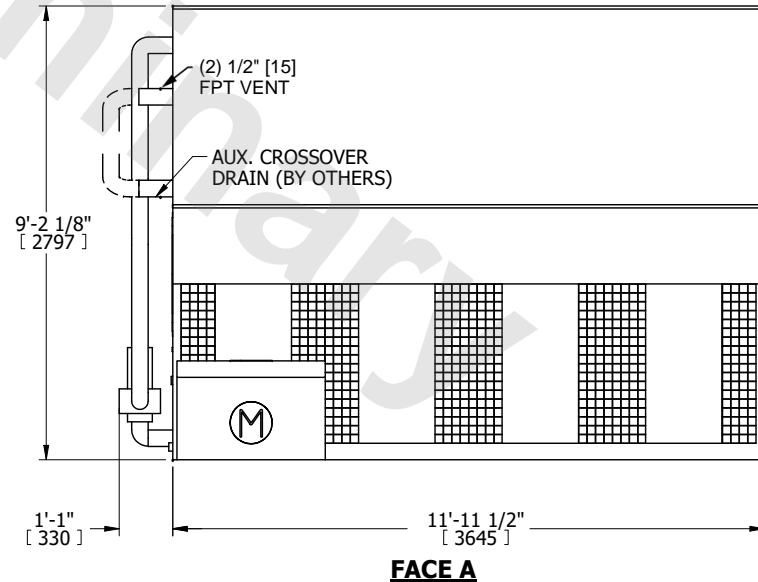 (2) 1/2" [15]
FPT VENT
AUX. CROSSOVER
DRAIN (BY OTHERS)
9'-2 1/8"
[ 2797 ]
M
1'-1"
[ 330 ]
11'-11 1/2"
[ 3645 ]
FACE A
minary